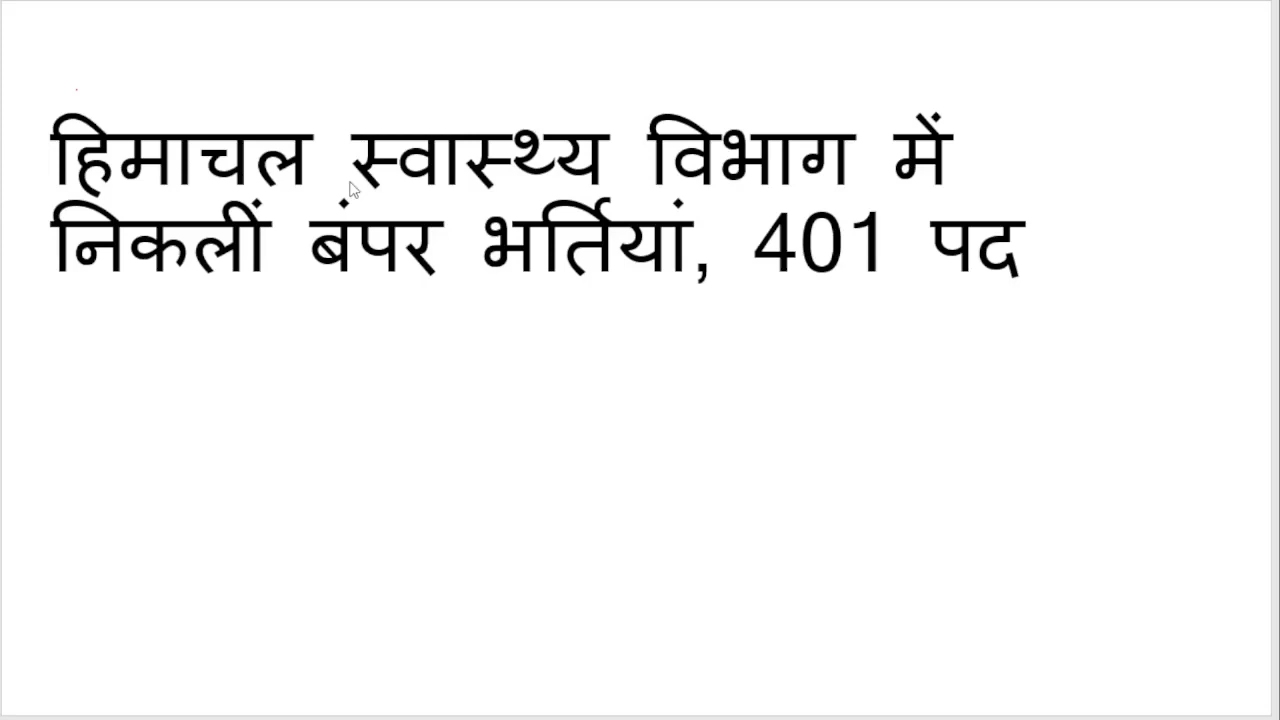 हिमाचल स्वास्थ्य विभाग में
निकलीं बंपर भर्तियां, 401 पद